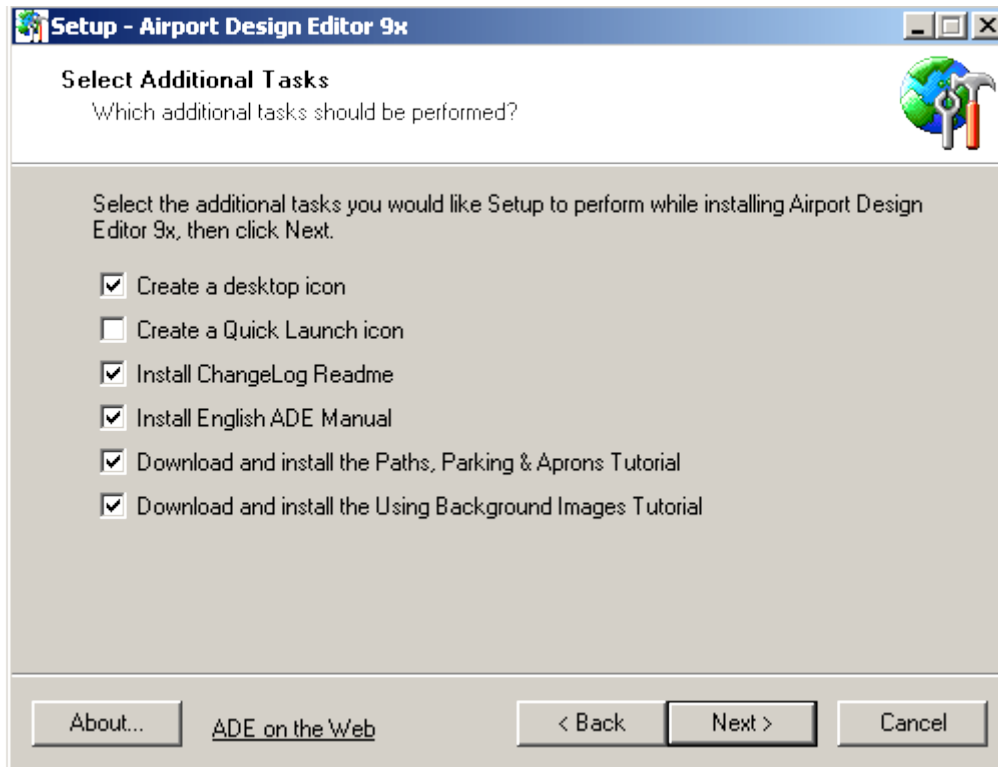 Setup - Airport Design Editor 9x
Select Additional Tasks
Which additional tasks should be performed?
Select the additional tasks you would like Setup to perform while installing Airport Design
Editor 9x, then click Next.
Create a desktop icon
Create a Quick Launch icon
Install ChangeLog Readme
Install English ADE Manual
Download and install the Paths, Parking & Aprons Tutorial
Download and install the Using Background Images Tutorial
About... ADE on the Web < Back Next > Cancel